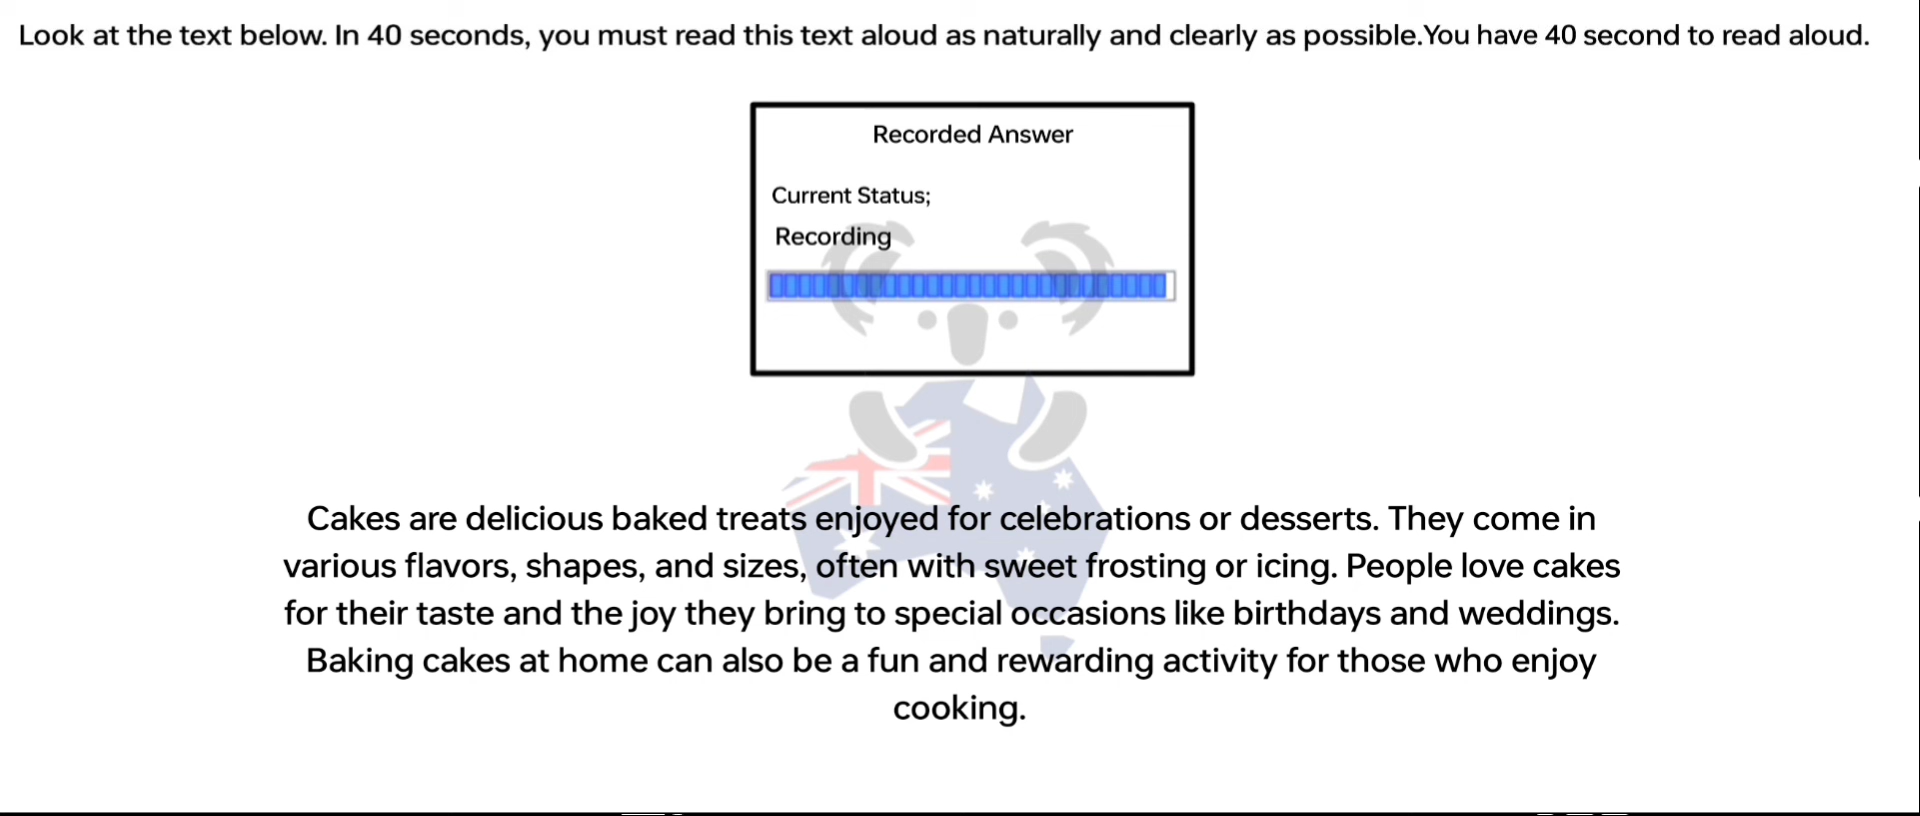 Look at the text below. In 40 seconds, you must read this text aloud as naturally and clearly as possible.You have 40 second to read aloud.
Recorded Answer
Current Status;
Recording
Cakes are delicious baked treats enjoyed for celebrations or desserts. They come in
various flavors, shapes, and sizes, often with sweet frosting or icing. People love cakes
for their taste and the joy they bring to special occasions like birthdays and weddings.
Baking cakes at home can also be a fun and rewarding activity for those who enjoy
cooking.